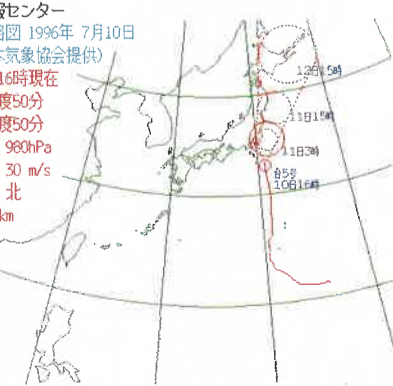 センター
図 1996年 7月10日
気象協会提供)
16時現在
度50分
度50分
980hPa
30 m/s
北
km
12日15時
11日15時
11日3時
台5号
10日16時